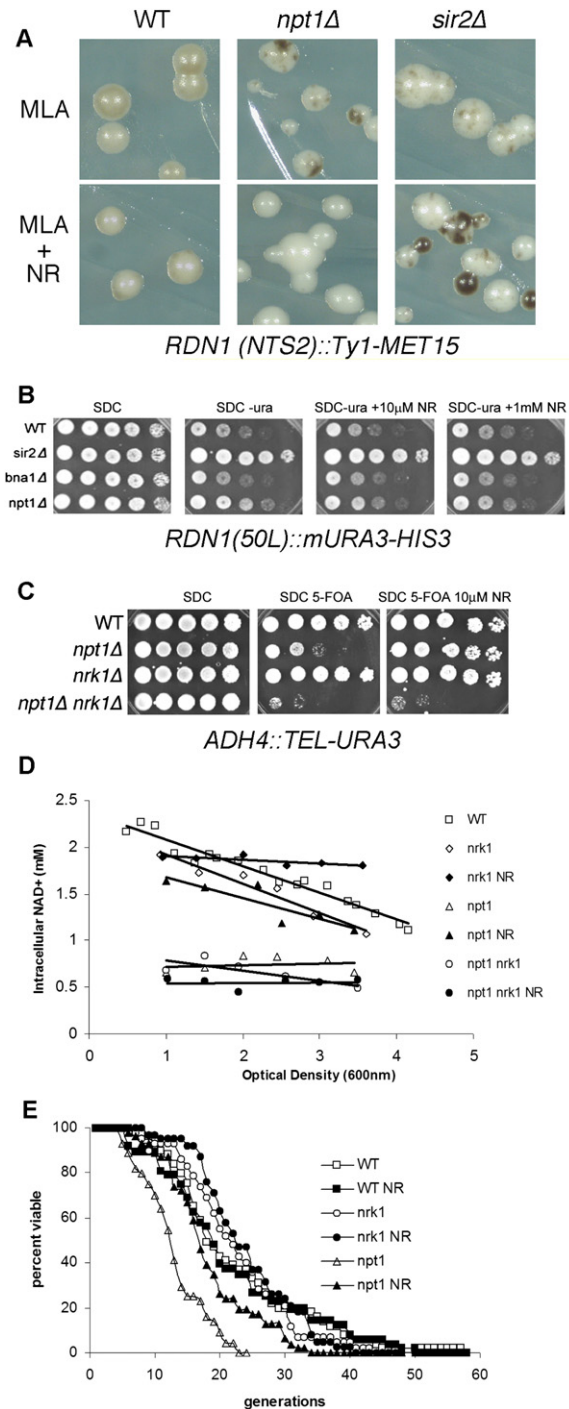 A
WT
npt1Δ
sir2Δ
MLA
MLA
+
NR
RDN1 (NTS2)::Ty1-MET15
B
SDC
SDC -ura
SDC-ura +10μM NR
SDC-ura +1mM NR
WT
sir2Δ
bna1Δ
npt1Δ
RDN1(50L)::mURA3-HIS3
C
SDC
SDC 5-FOA
SDC 5-FOA 10μM NR
WT
npt1Δ
nrk1Δ
npt1Δ nrk1Δ
ADH4::TEL-URA3
D
Intracellular NAD+ (mM)
2.5
2
1.5
1
0.5
0
0 1 2 3 4 5
Optical Density (600nm)
WT
nrk1
nrk1 NR
npt1
npt1 NR
npt1 nrk1
npt1 nrk1 NR
E
percent viable
100
80
60
40
20
0
0 10 20 30 40 50 60
generations
WT
WT NR
nrk1
nrk1 NR
npt1
npt1 NR